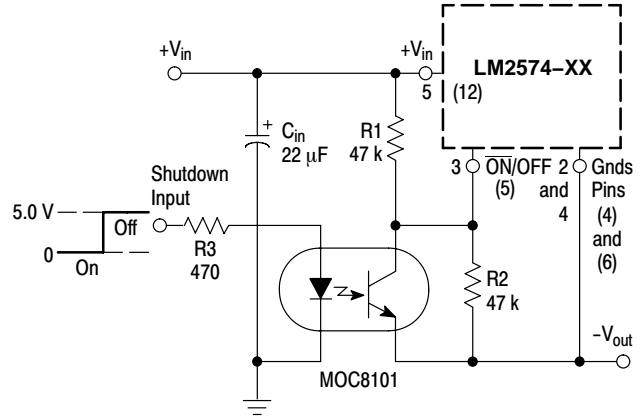 +Vin
+Vin
LM2574–XX
5
(12)
Cin
22 µF
+
R1
47 k
3
ON/OFF
(5)
2
and
4
Gnds
Pins
(4)
and
(6)
Shutdown
Input
5.0 V
Off
0
On
R3
470
R2
47 k
–Vout
MOC8101